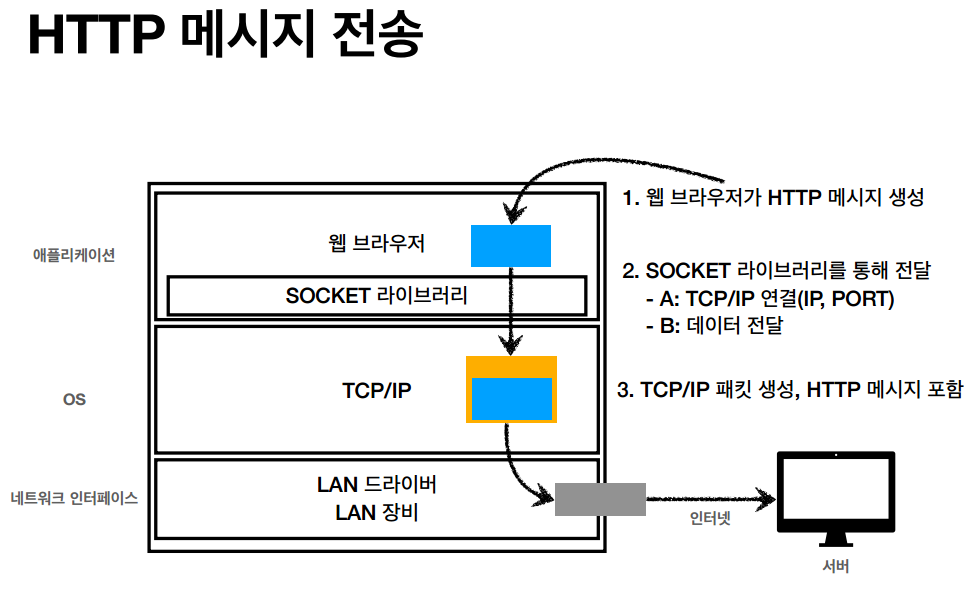 HTTP 메시지 전송
1. 웹 브라우저가 HTTP 메시지 생성
애플리케이션
웹 브라우저
SOCKET 라이브러리
2. SOCKET 라이브러리를 통해 전달
- A: TCP/IP 연결(IP, PORT)
- B: 데이터 전달
OS
TCP/IP
3. TCP/IP 패킷 생성, HTTP 메시지 포함
네트워크 인터페이스
LAN 드라이버
LAN 장비
인터넷
서버